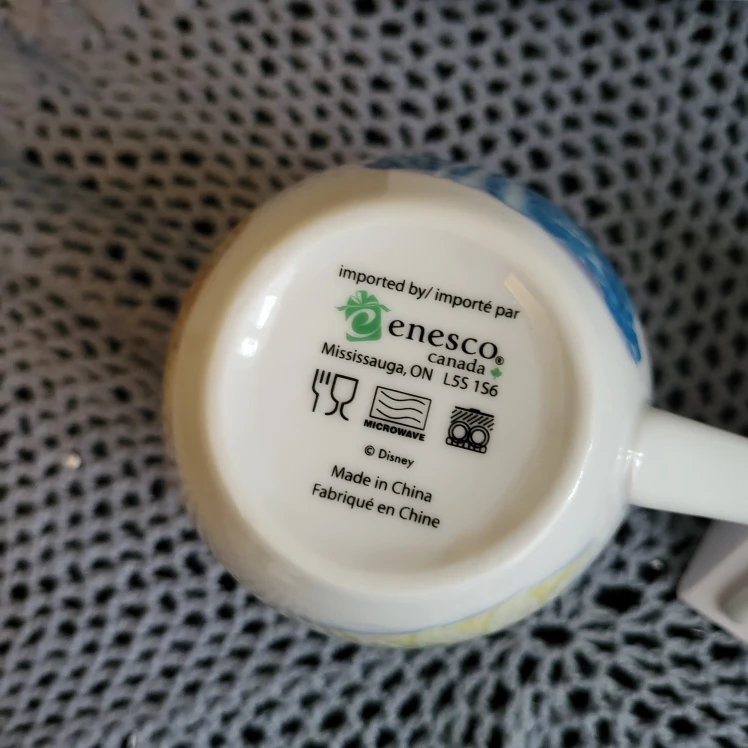 imported by/ importé par
enesco®
canada
Mississauga, ON L5S 1S6
MICROWAVE
© Disney
Made in China
Fabriqué en Chine